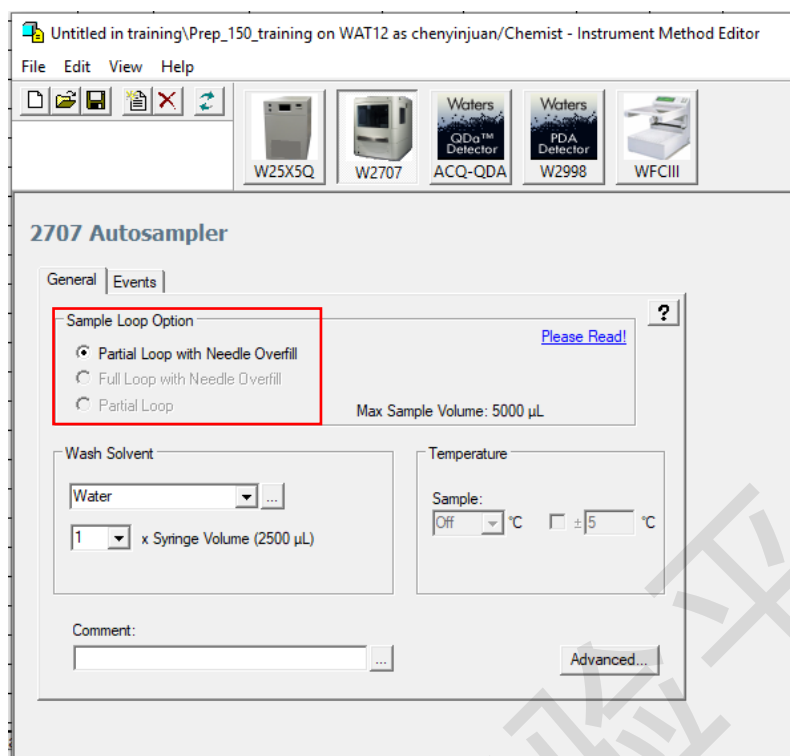 Untitled in training\Prep_150_training on WAT12 as chenyinjuan/Chemist - Instrument Method Editor
File Edit View Help
Waters QDa™ Detector
Waters PDA Detector
W25X5Q W2707 ACQ-QDA W2998 WFCIII
2707 Autosampler
General Events
Sample Loop Option
?
Please Read!
Partial Loop with Needle Overfill
Full Loop with Needle Overfill
Partial Loop
Max Sample Volume: 5000 µL
Wash Solvent
Temperature
Water ...
Sample:
1 x Syringe Volume (2500 µL)
Off °C ± 5 °C
Comment:
...
Advanced...
验平